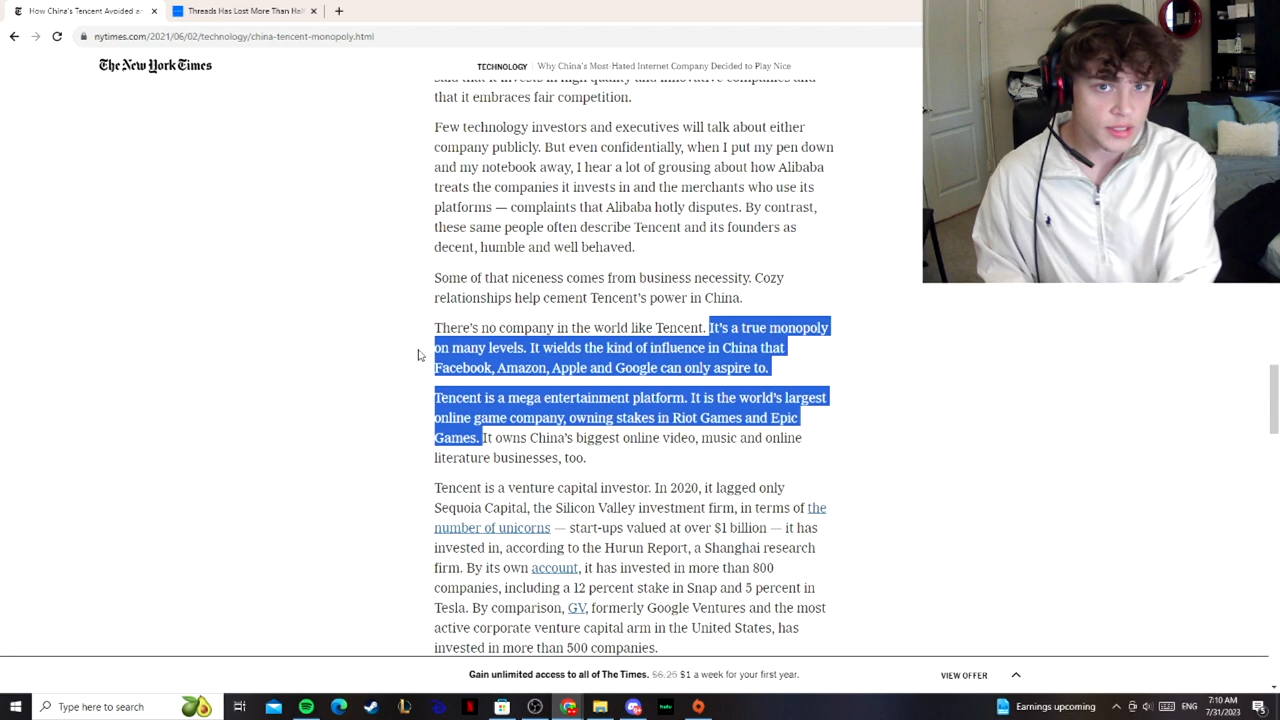 How China's Tencent Avoided a
Threads Has Lost More Than Hal
nytimes.com/2021/06/02/technology/china-tencent-monopoly.html
The New York Times
TECHNOLOGY | Why China's Most-Hated Internet Company Decided to Play Nice
said that it invests in high quality and innovative companies and
that it embraces fair competition.
Few technology investors and executives will talk about either
company publicly. But even confidentially, when I put my pen down
and my notebook away, I hear a lot of grousing about how Alibaba
treats the companies it invests in and the merchants who use its
platforms — complaints that Alibaba hotly disputes. By contrast,
these same people often describe Tencent and its founders as
decent, humble and well behaved.
Some of that niceness comes from business necessity. Cozy
relationships help cement Tencent's power in China.
There's no company in the world like Tencent. It's a true monopoly
on many levels. It wields the kind of influence in China that
Facebook, Amazon, Apple and Google can only aspire to.
Tencent is a mega entertainment platform. It is the world's largest
online game company, owning stakes in Riot Games and Epic
Games. It owns China's biggest online video, music and online
literature businesses, too.
Tencent is a venture capital investor. In 2020, it lagged only
Sequoia Capital, the Silicon Valley investment firm, in terms of the
number of unicorns — start-ups valued at over $1 billion — it has
invested in, according to the Hurun Report, a Shanghai research
firm. By its own account, it has invested in more than 800
companies, including a 12 percent stake in Snap and 5 percent in
Tesla. By comparison, GV, formerly Google Ventures and the most
active corporate venture capital arm in the United States, has
invested in more than 500 companies.
Gain unlimited access to all of The Times. $6.25 $1 a week for your first year.
VIEW OFFER
Type here to search
hulu
Earnings upcoming
7:10 AM
7/31/2023